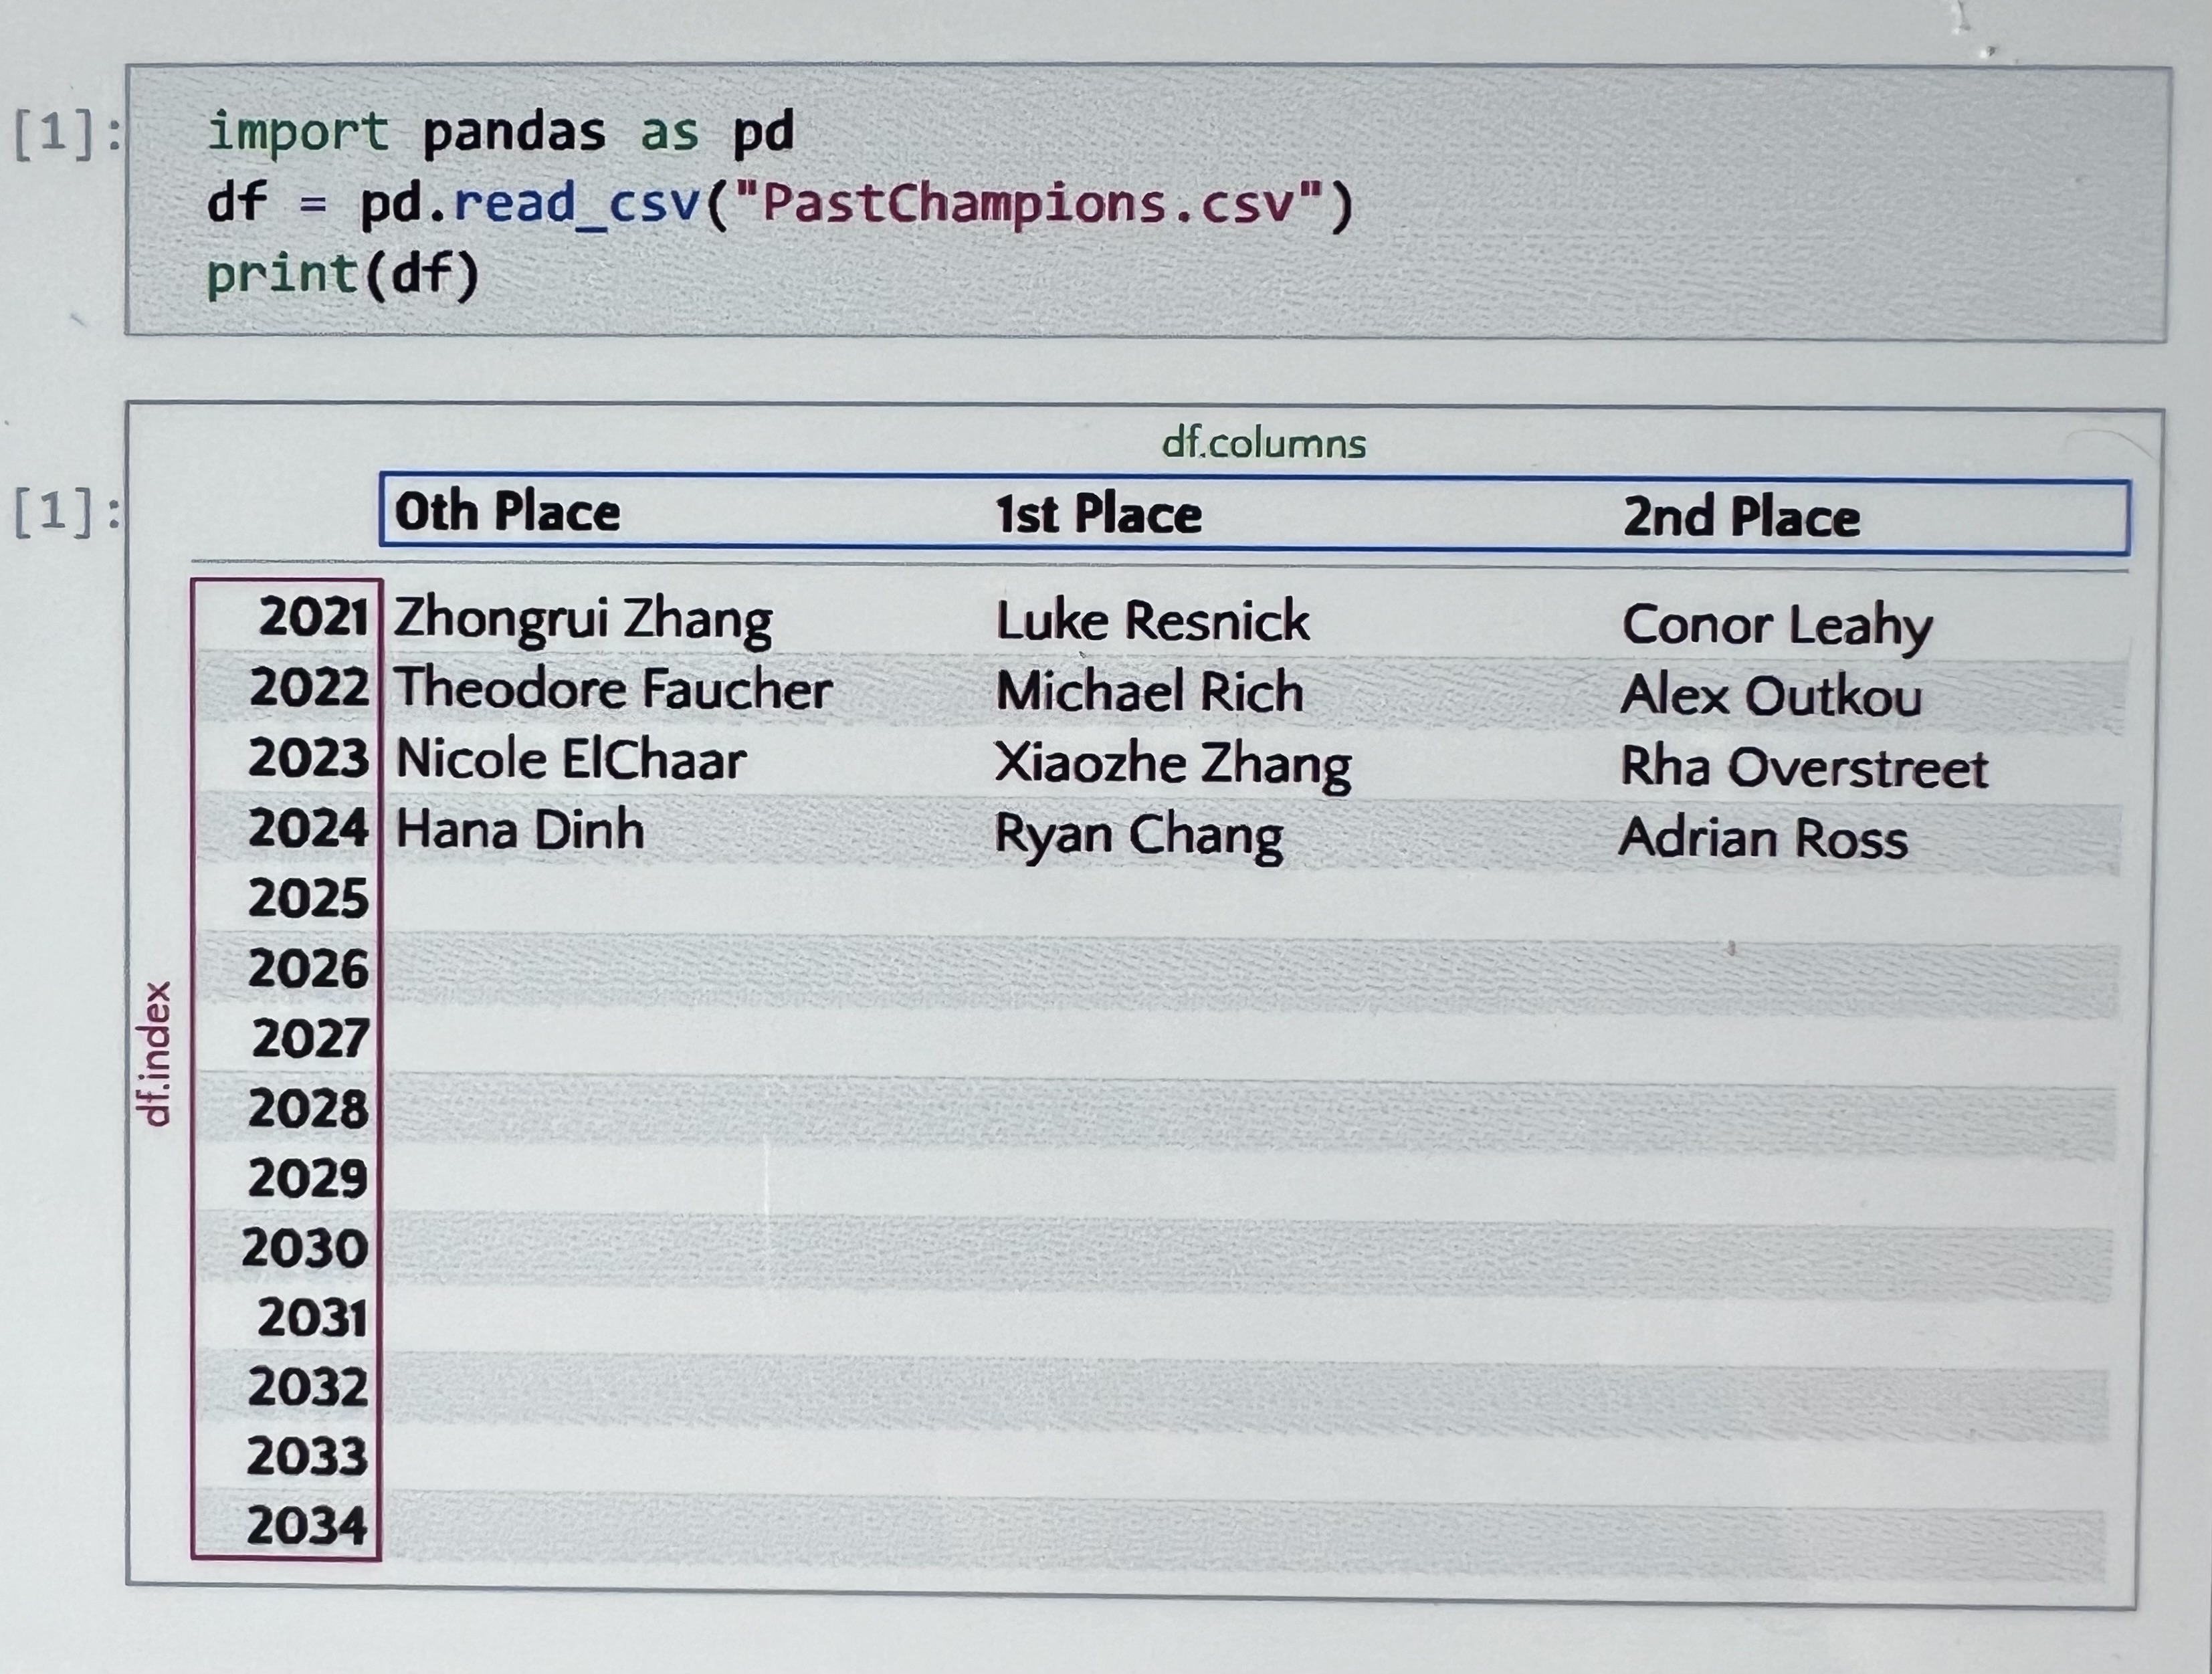 [1]:
import pandas as pd
df = pd.read_csv("PastChampions.csv")
print(df)
[1]:
df.columns
0th Place 1st Place 2nd Place
df.index
2021 Zhongrui Zhang Luke Resnick Conor Leahy
2022 Theodore Faucher Michael Rich Alex Outkou
2023 Nicole ElChaar Xiaozhe Zhang Rha Overstreet
2024 Hana Dinh Ryan Chang Adrian Ross
2025
2026
2027
2028
2029
2030
2031
2032
2033
2034